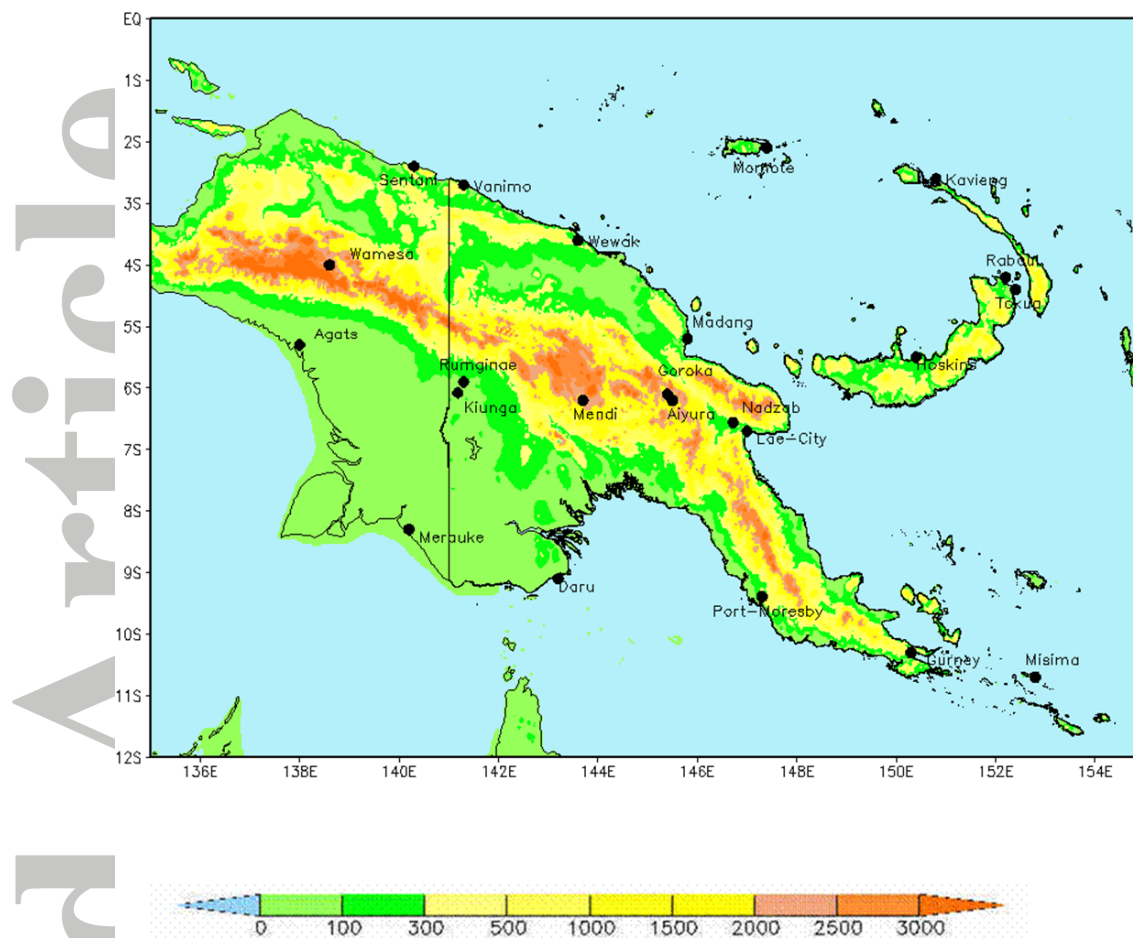 Article
d
EQ
1S
2S
3S
4S
5S
6S
7S
8S
9S
10S
11S
12S
Sentani
Vanimo
Momote
Kavieng
Wewak
Wamesa
Rabaul
Tokua
Madang
Agats
Rumginae
Goroka
Hoskins
Kiunga
Mendi
Aiyura
Nadzab
Lae-City
Merauke
Daru
Port-Moresby
Gurney
Misima
136E 138E 140E 142E 144E 146E 148E 150E 152E 154E
0 100 300 500 1000 1500 2000 2500 3000